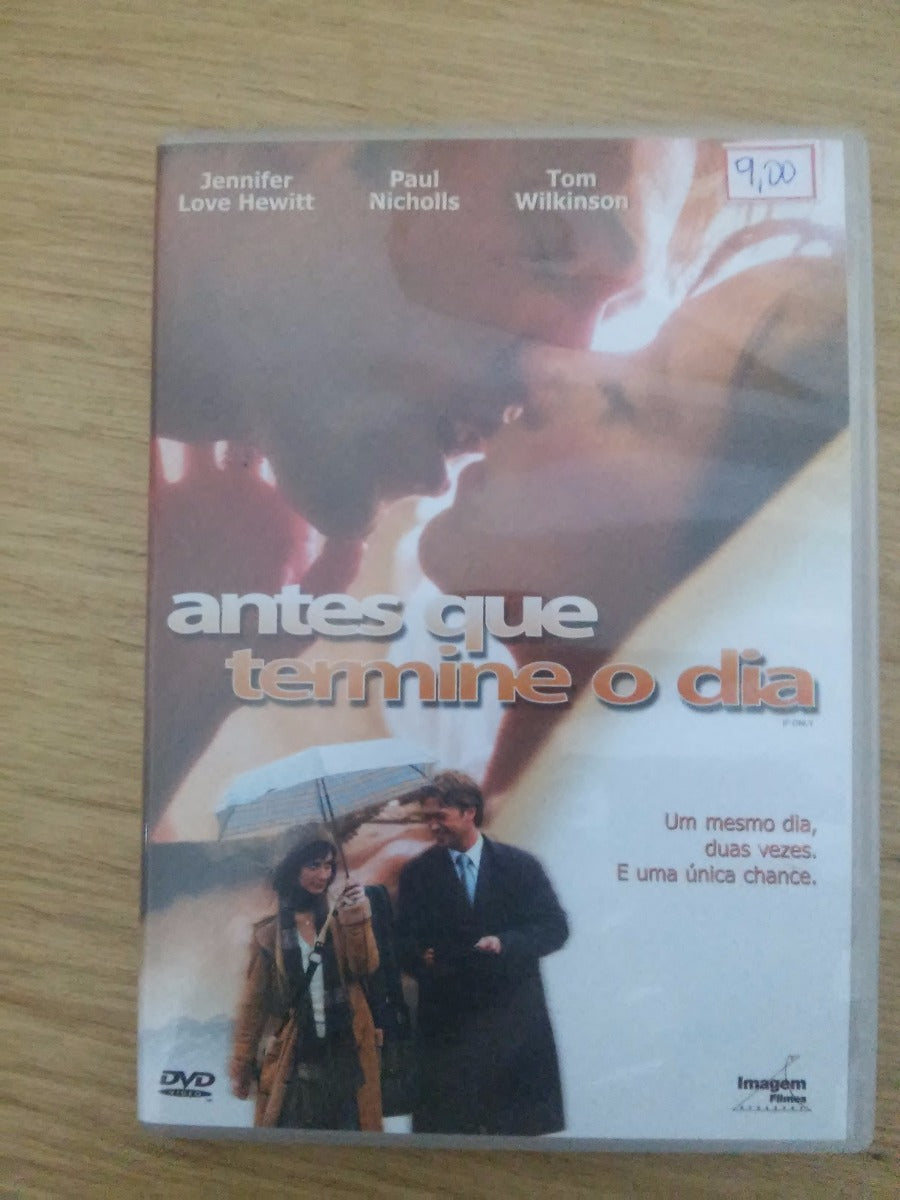 Jennifer
Love Hewitt
Paul
Nicholls
Tom
Wilkinson
9,00
antes que
termine o dia
IF ONLY
Um mesmo dia,
duas vezes.
E uma única chance.
DVD
VIDEO
Imagem
Filmes